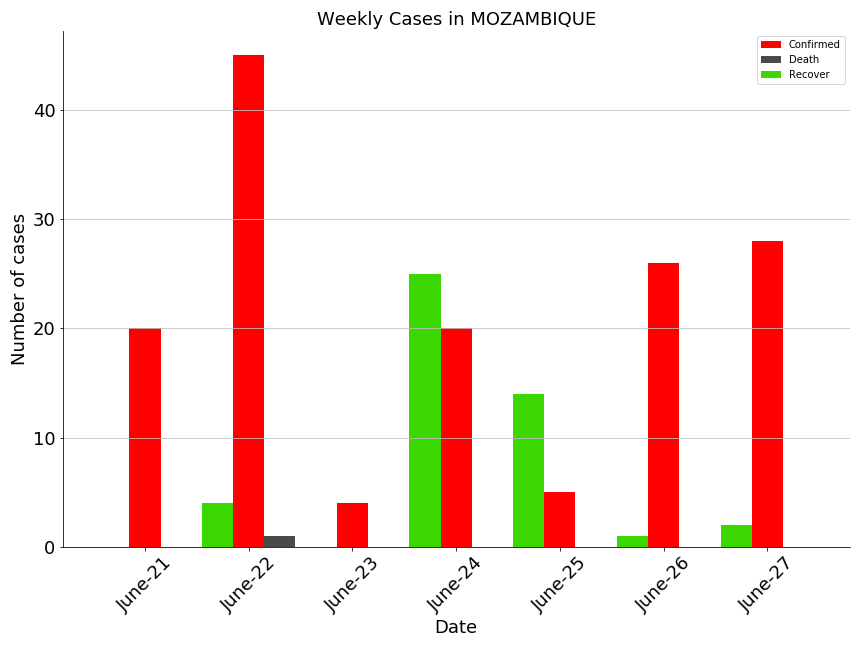 Weekly Cases in MOZAMBIQUE
Confirmed
Death
Recover
Number of cases
40
30
20
10
0
June-21
June-22
June-23
June-24
June-25
June-26
June-27
Date